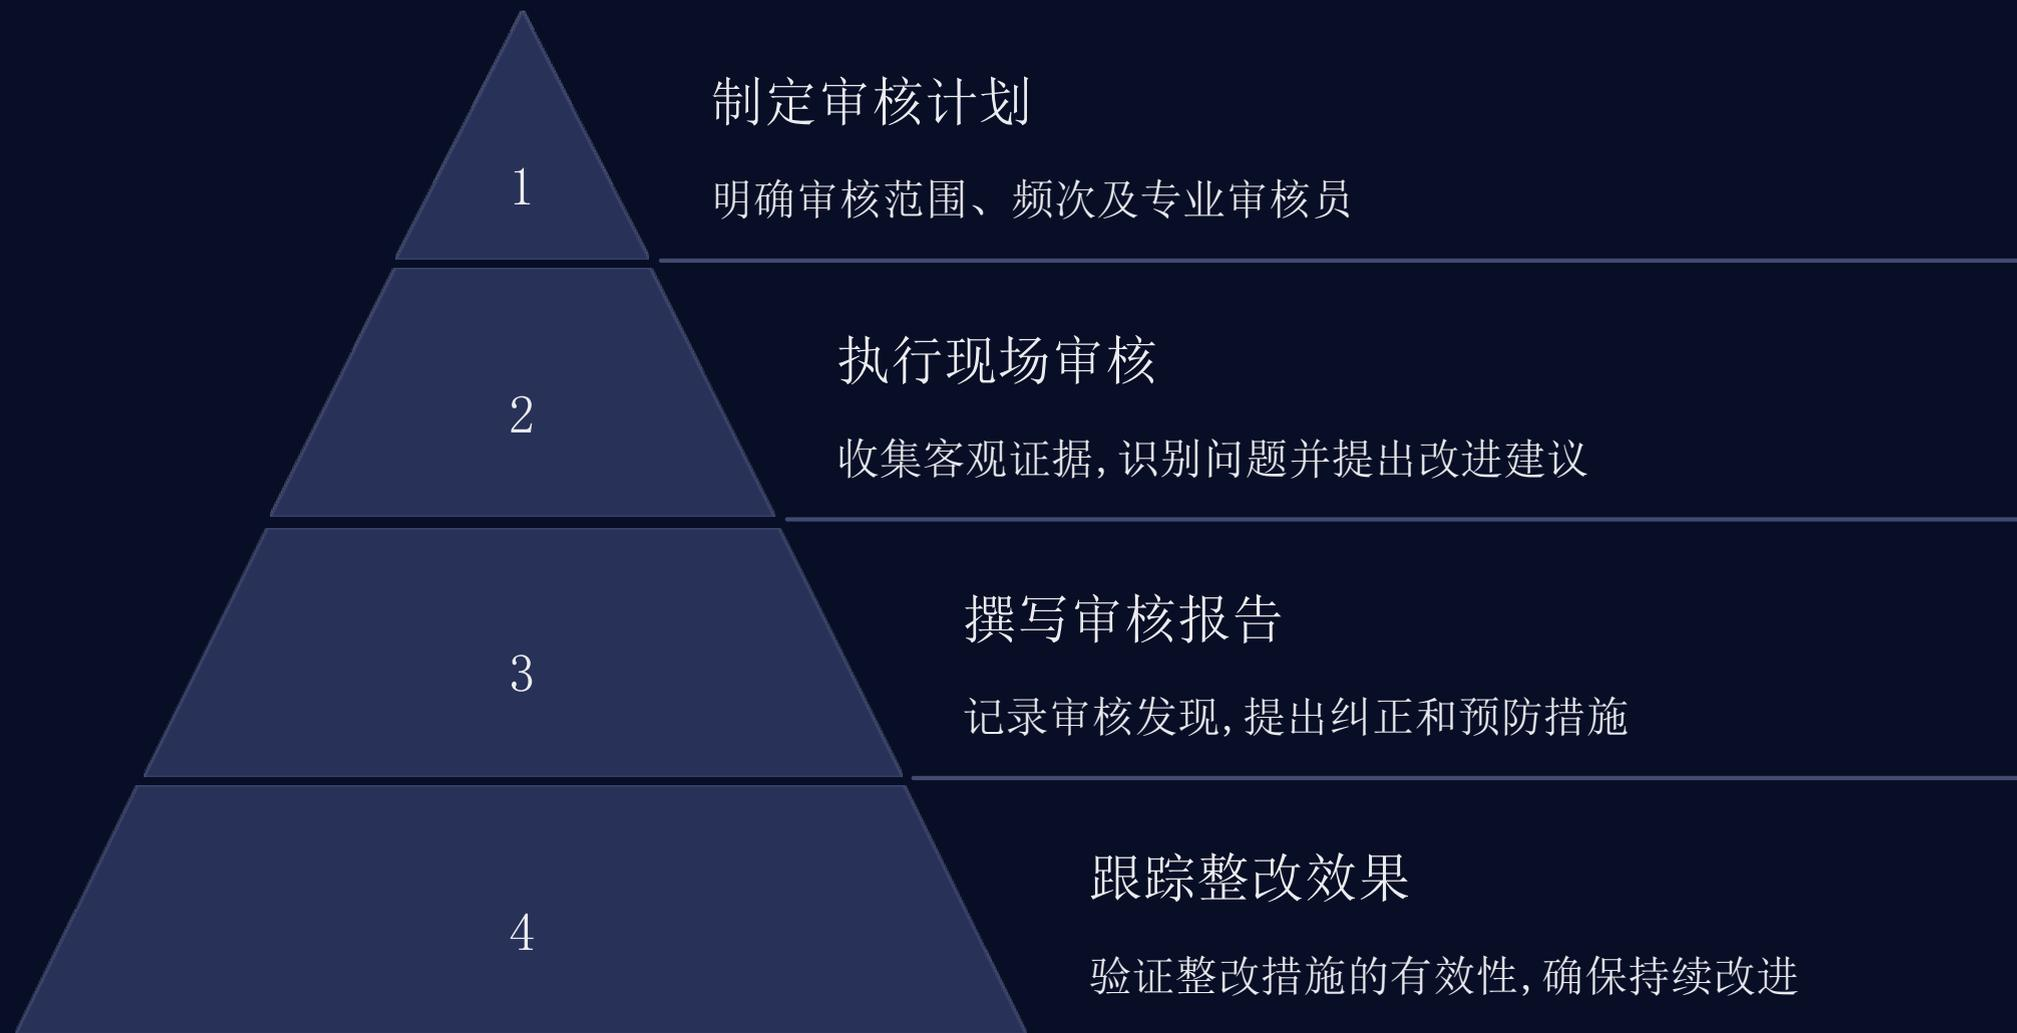 1
制定审核计划
明确审核范围、频次及专业审核员
2
执行现场审核
收集客观证据,识别问题并提出改进建议
3
撰写审核报告
记录审核发现,提出纠正和预防措施
4
跟踪整改效果
验证整改措施的有效性,确保持续改进